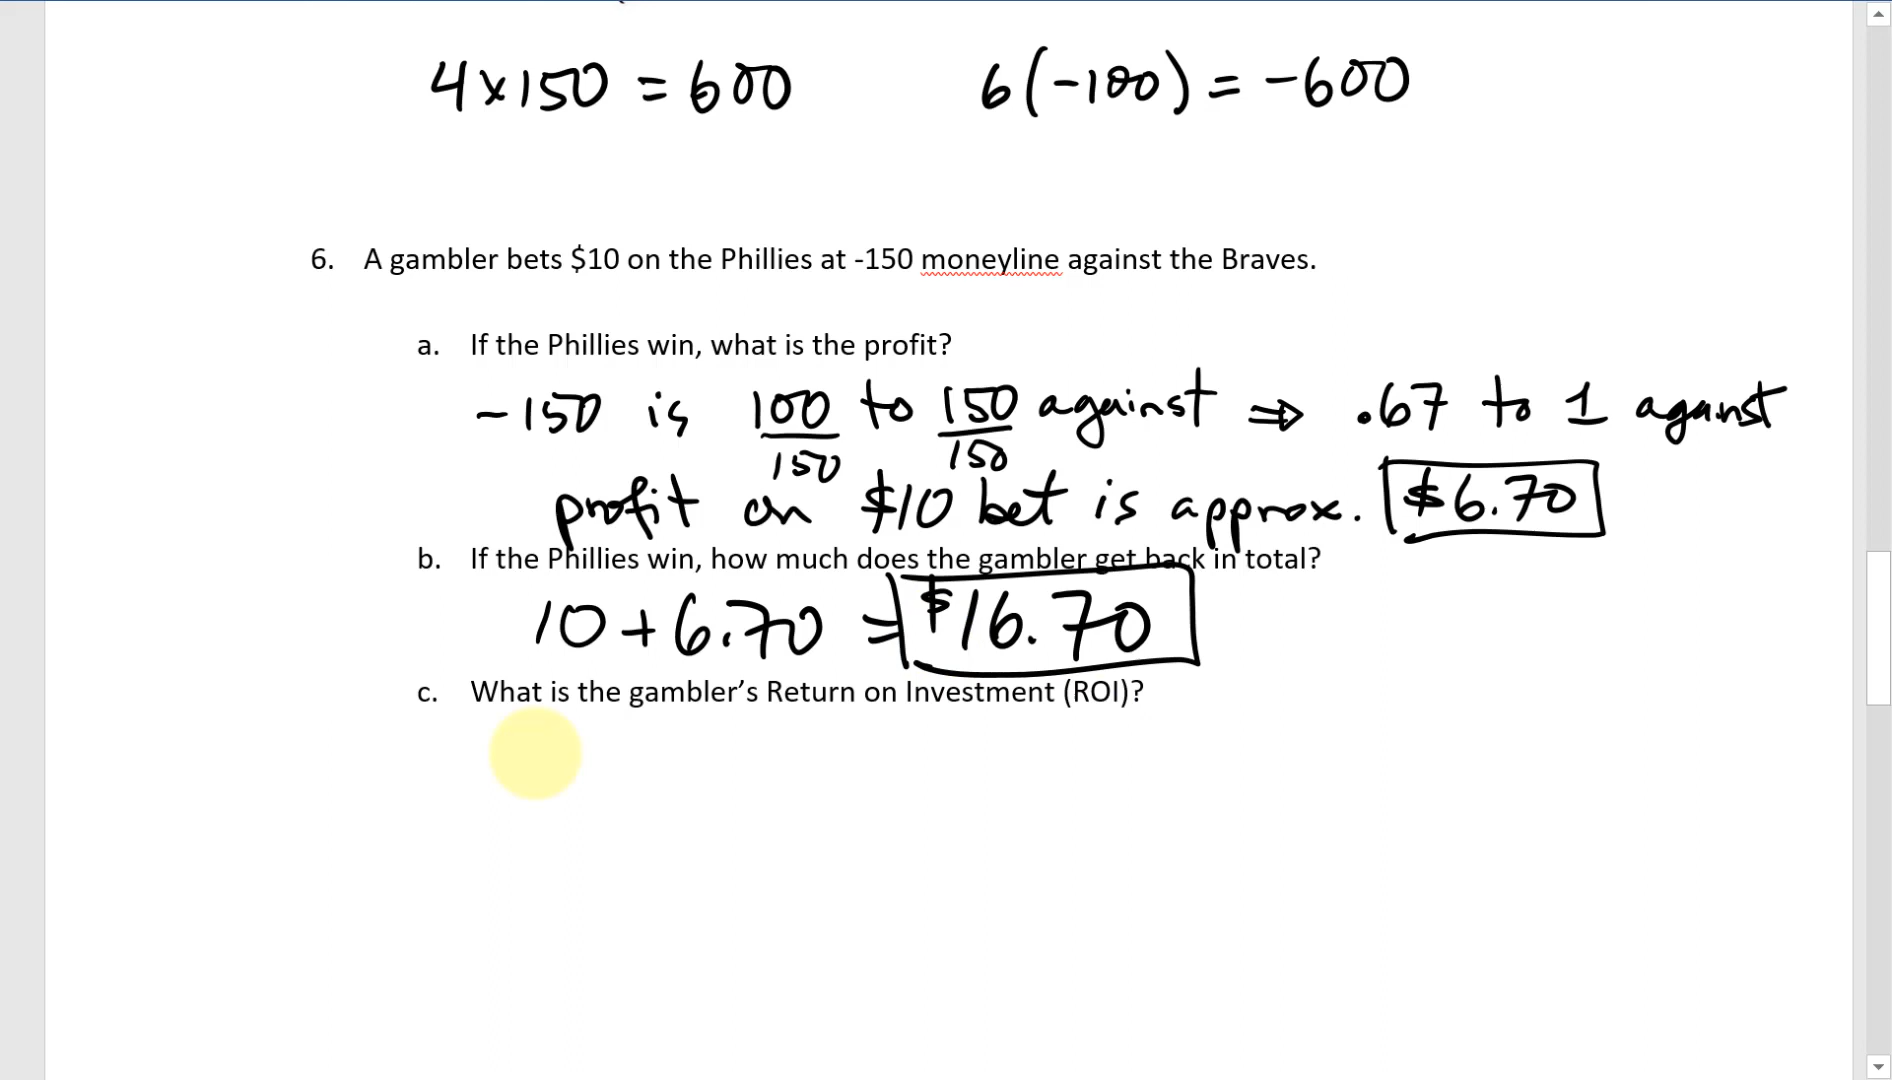 4 x 150 = 600 6(-100) = -600
6. A gambler bets $10 on the Phillies at -150 moneyline against the Braves.
a. If the Phillies win, what is the profit?
-150 is 100/150 to 150/150 against ⇒ .67 to 1 against
profit on $10 bet is approx. $6.70
b. If the Phillies win, how much does the gambler get back in total?
10 + 6.70 = $16.70
c. What is the gambler’s Return on Investment (ROI)?